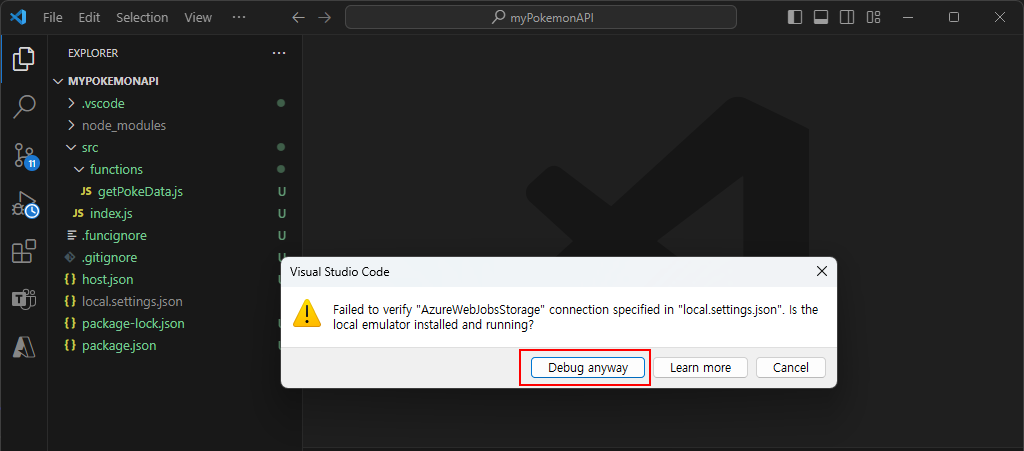 File Edit Selection View ··· myPokemonAPI
EXPLORER ···
MYPOKEMONAPI
.vscode
node_modules
src
functions
JS getPokeData.js U
JS index.js U
.funcignore U
.gitignore U
{} host.json
{} local.settings.json
{} package-lock.json
{} package.json
11
Visual Studio Code
Failed to verify "AzureWebJobsStorage" connection specified in "local.settings.json". Is the
local emulator installed and running?
Debug anyway Learn more Cancel